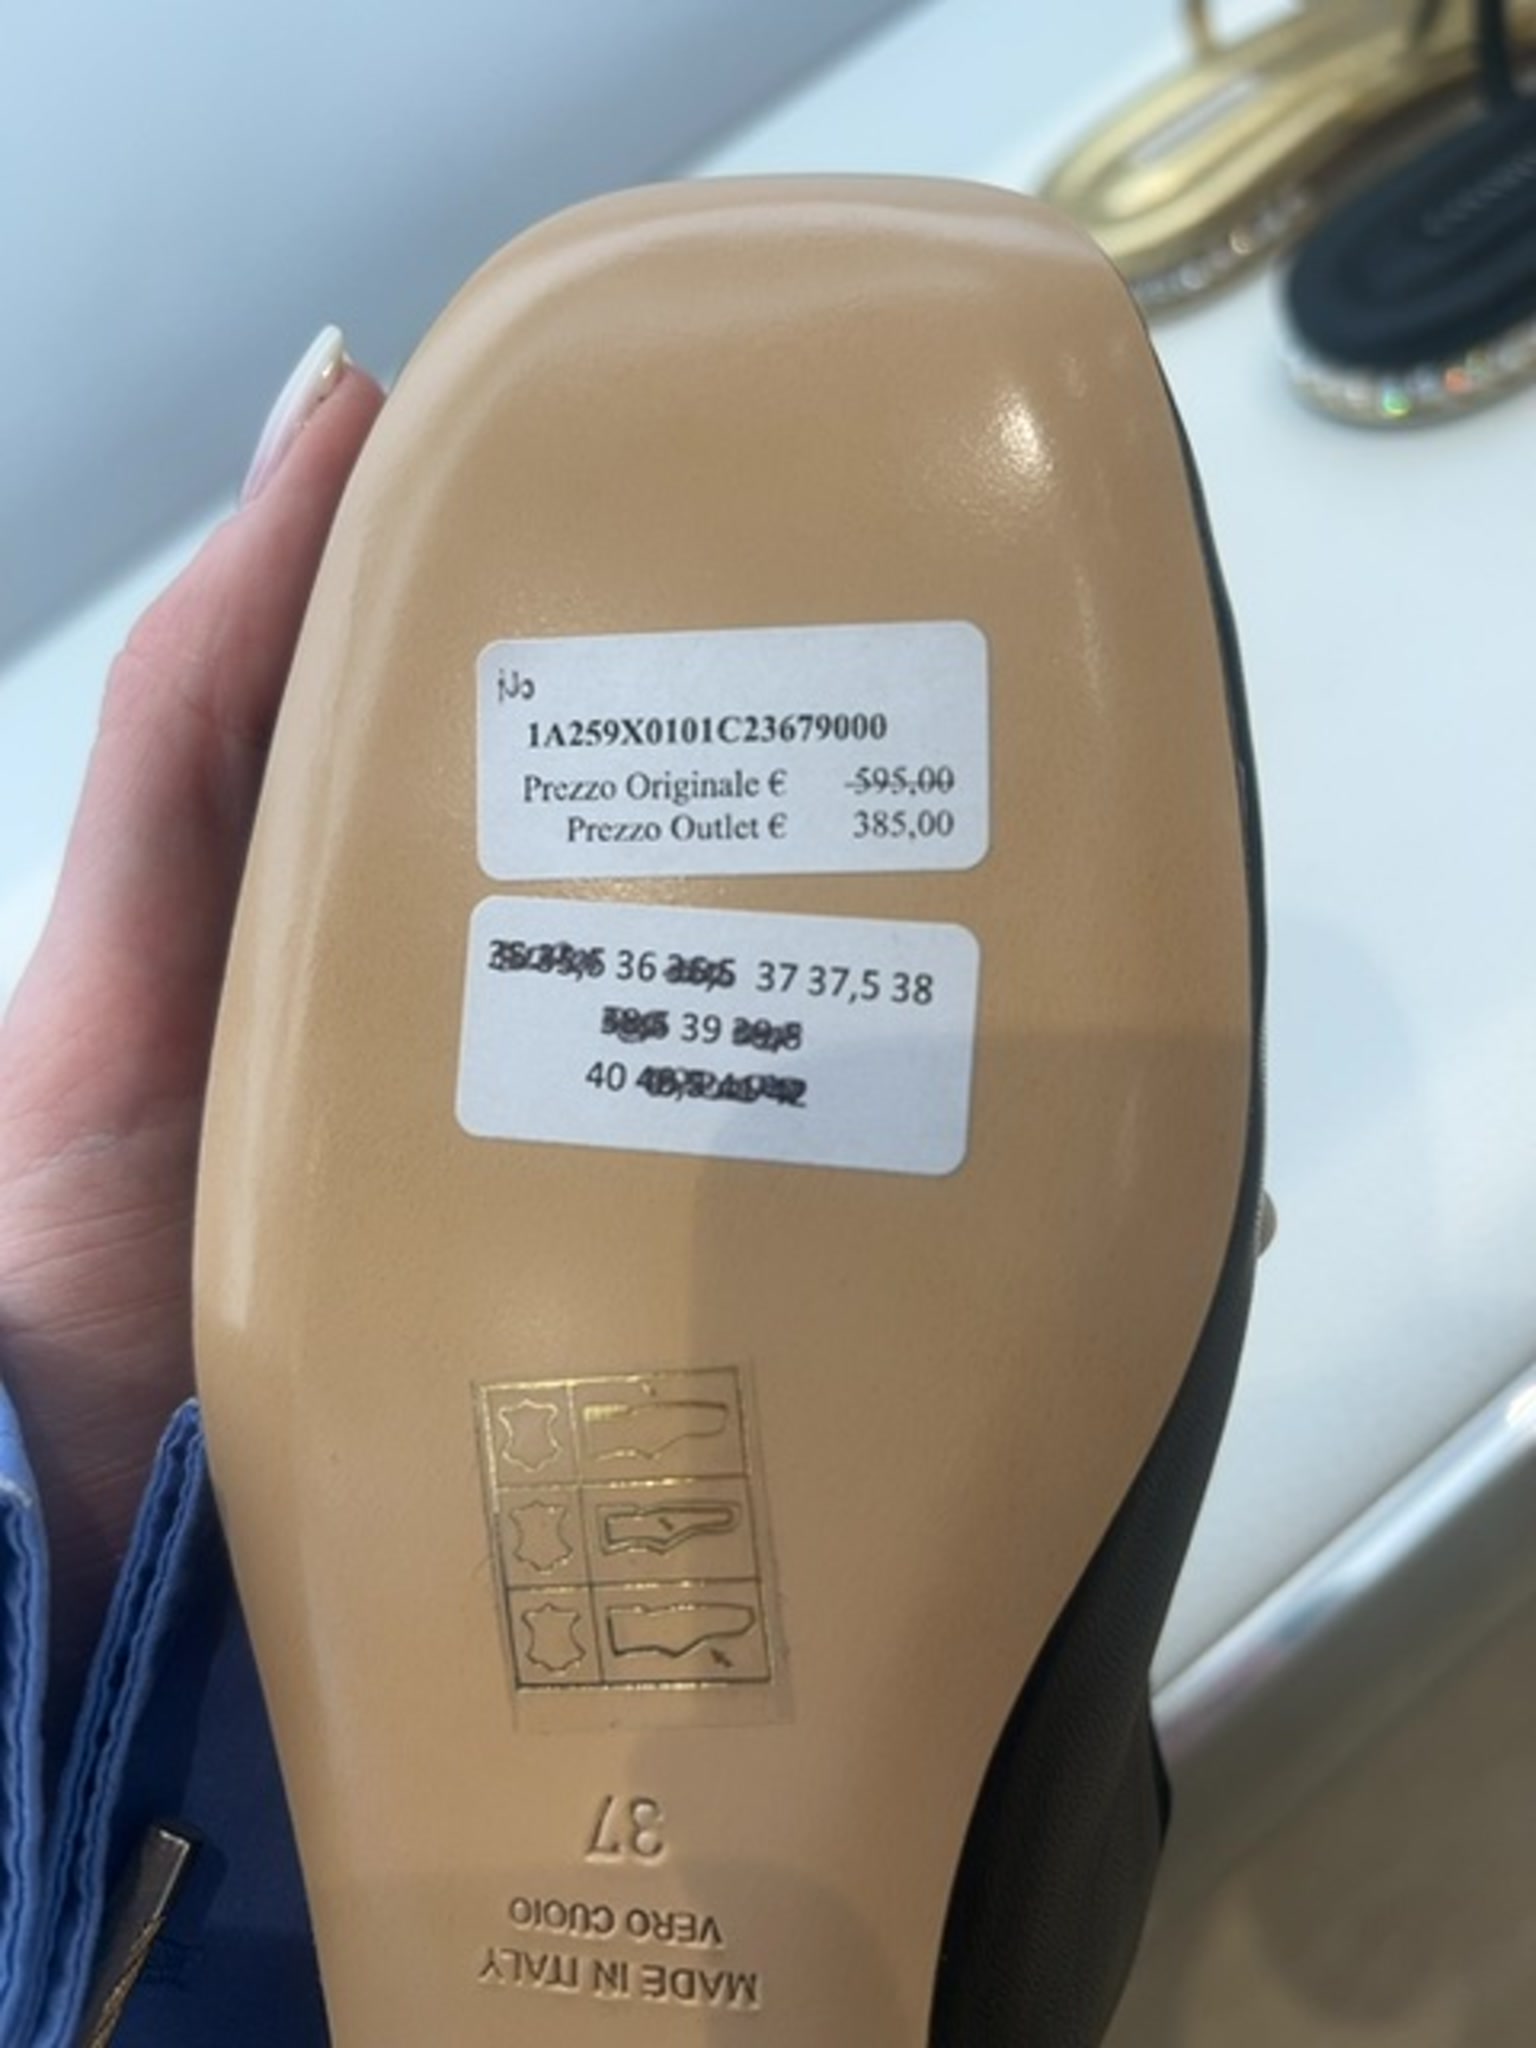 1A259X0101C23679000
Prezzo Originale € 595,00
Prezzo Outlet € 385,00
36 37 37,5 38
39
40
37
VERO CUOIO
MADE IN ITALY